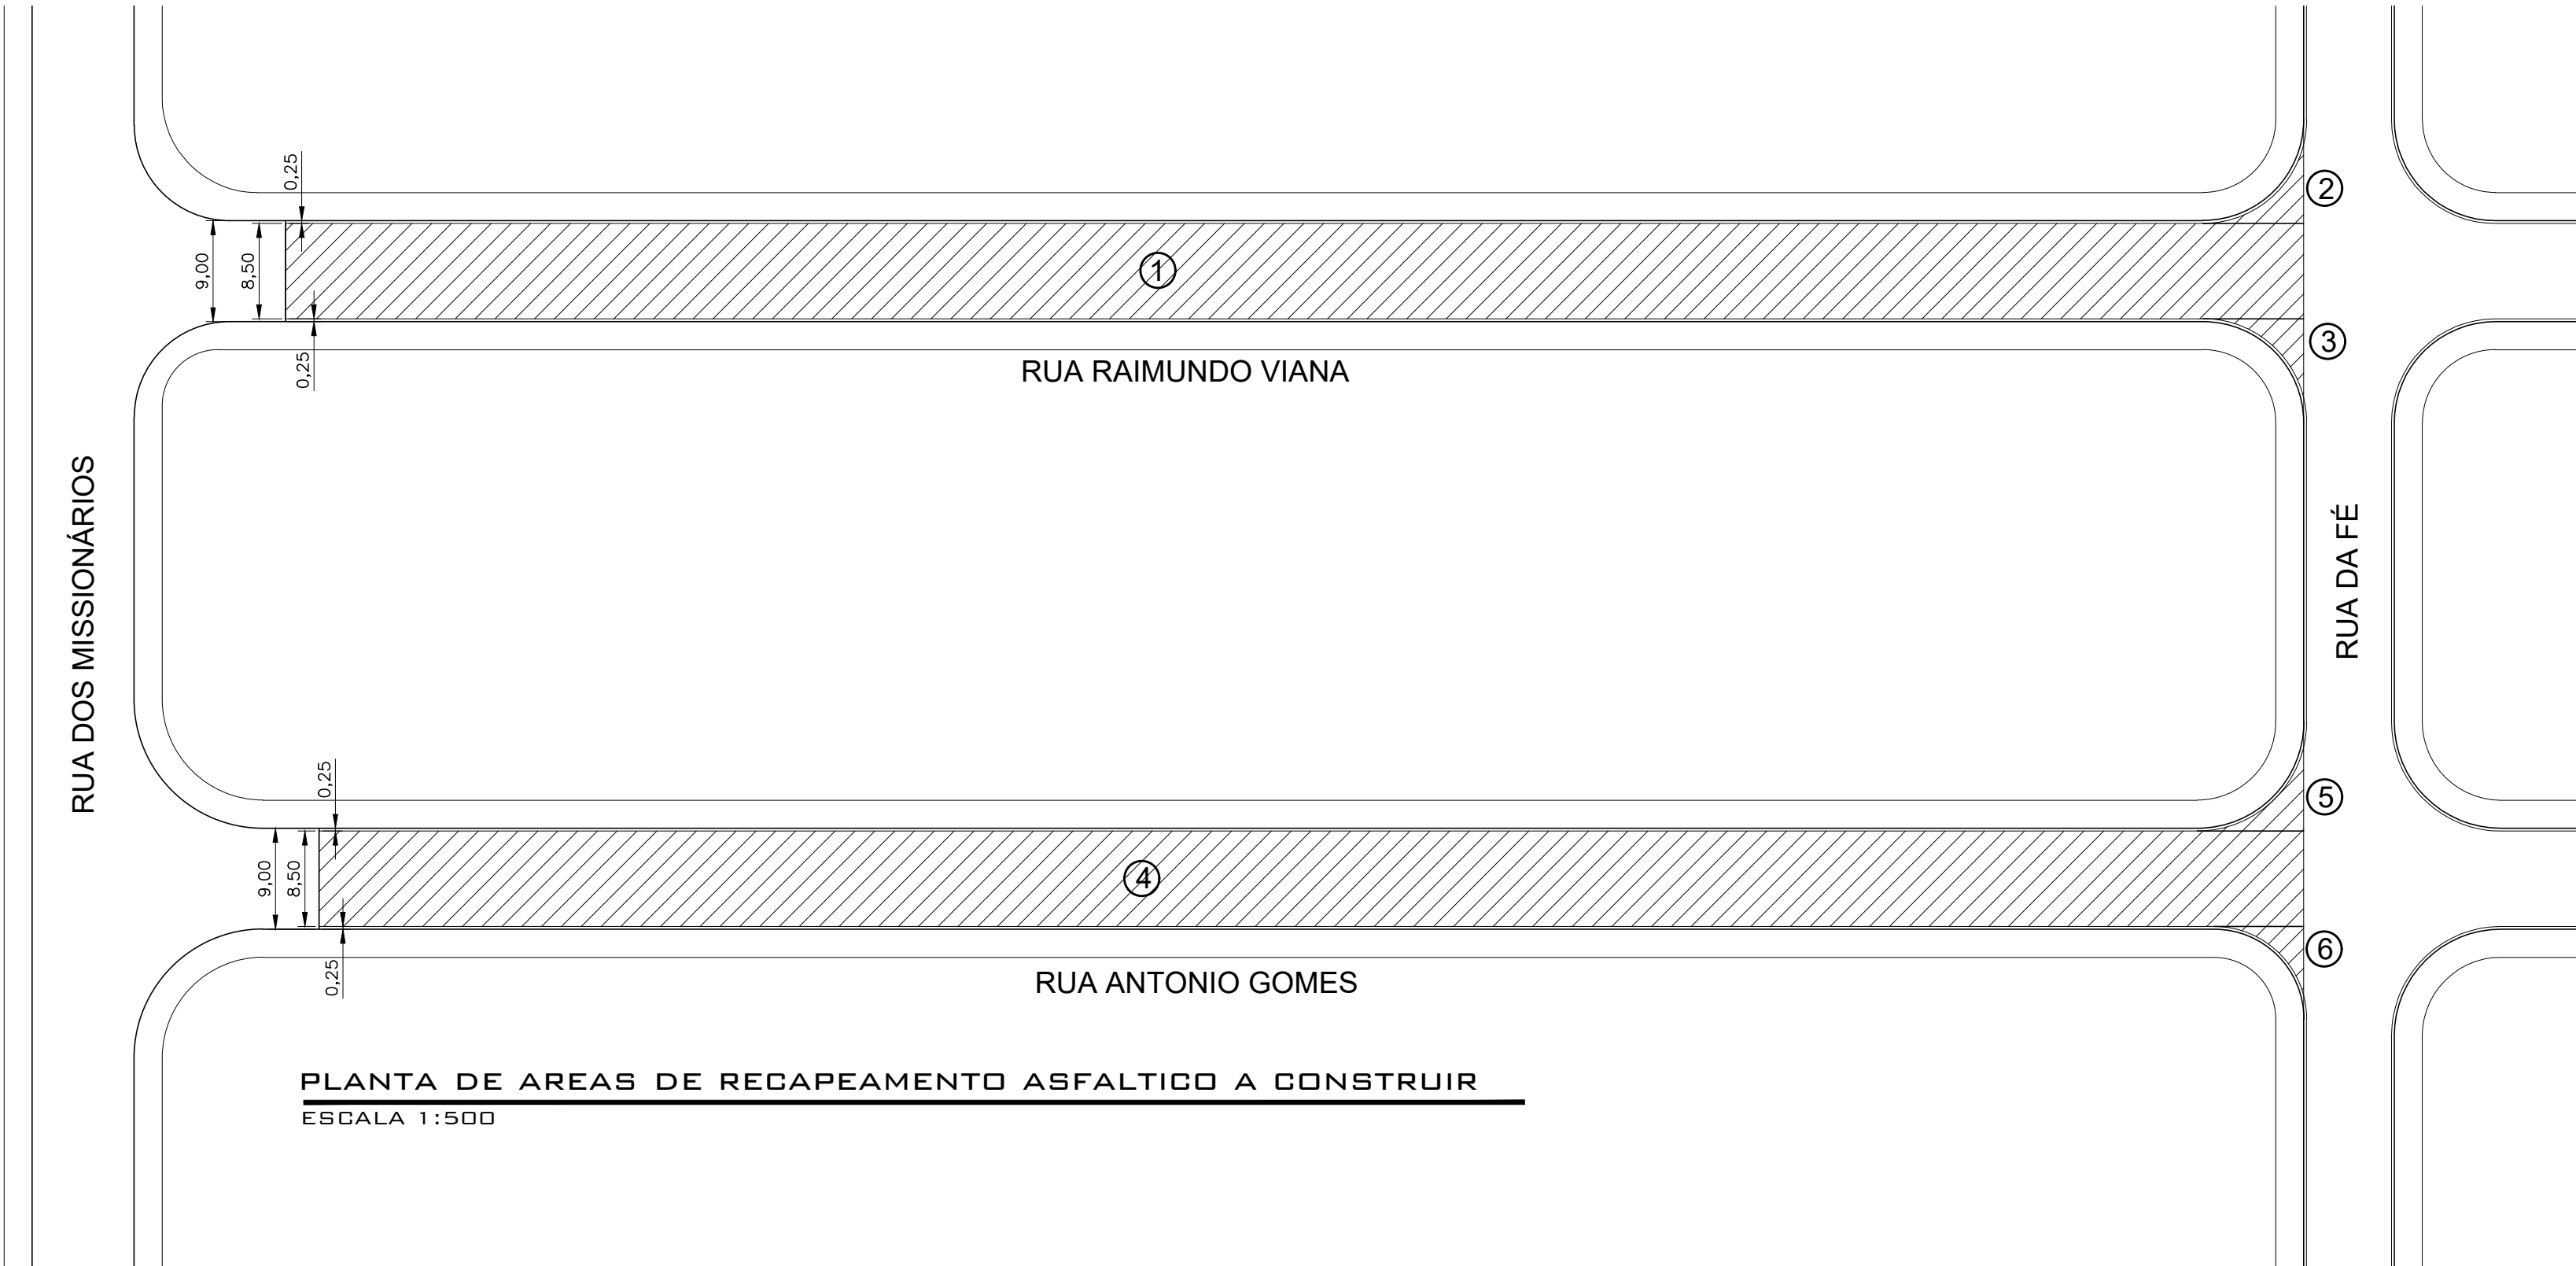 0,25
2
9,00
8,50
1
3
0,25
RUA RAIMUNDO VIANA
RUA DOS MISSIONÁRIOS
RUA DA FÉ
0,25
5
9,00
8,50
4
6
0,25
RUA ANTONIO GOMES
PLANTA DE AREAS DE RECAPEAMENTO ASFALTICO A CONSTRUIR
ESCALA 1:500